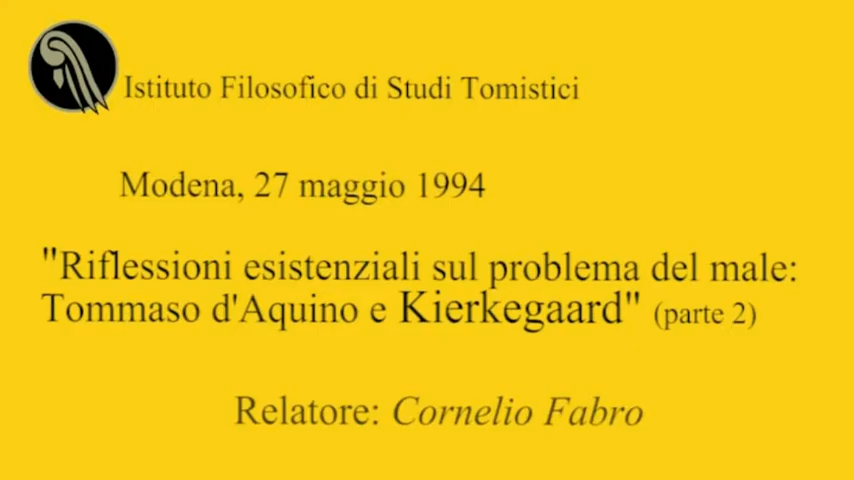 Istituto Filosofico di Studi Tomistici
Modena, 27 maggio 1994
"Riflessioni esistenziali sul problema del male:
Tommaso d'Aquino e Kierkegaard" (parte 2)
Relatore: Cornelio Fabro